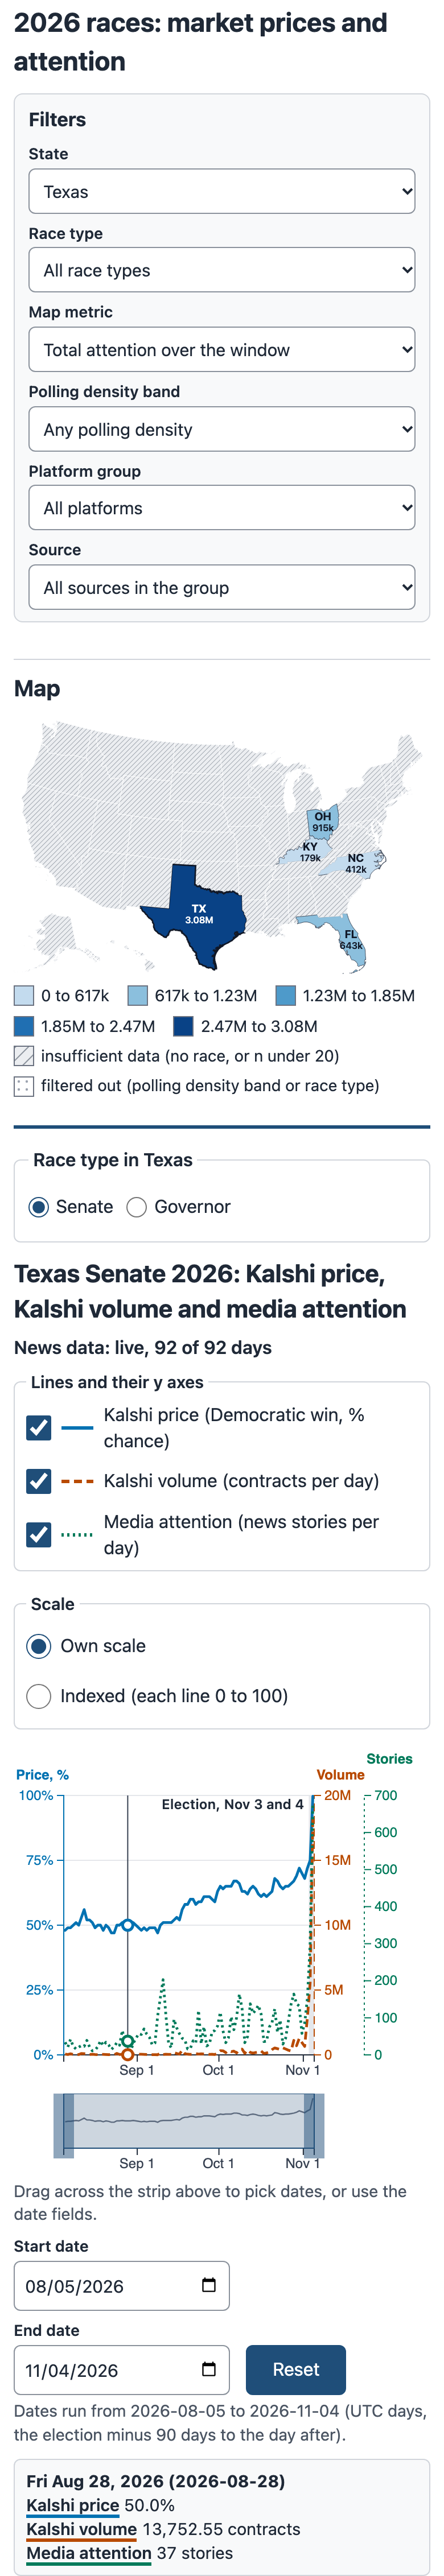 2026 races: market prices and
attention
Filters
State
Texas
Race type
All race types
Map metric
Total attention over the window
Polling density band
Any polling density
Platform group
All platforms
Source
All sources in the group
Map
OH
915k
KY
179k
NC
412k
TX
3.08M
FL
643k
0 to 617k
617k to 1.23M
1.23M to 1.85M
1.85M to 2.47M
2.47M to 3.08M
insufficient data (no race, or n under 20)
filtered out (polling density band or race type)
Race type in Texas
Senate
Governor
Texas Senate 2026: Kalshi price,
Kalshi volume and media attention
News data: live, 92 of 92 days
Lines and their y axes
Kalshi price (Democratic win, %
chance)
Kalshi volume (contracts per day)
Media attention (news stories per
day)
Scale
Own scale
Indexed (each line 0 to 100)
Stories
Price, %
Volume
100%
Election, Nov 3 and 4
20M
700
600
75%
15M
500
400
50%
10M
300
25%
5M
200
100
0%
0
0
Sep 1
Oct 1
Nov 1
Sep 1
Oct 1
Nov 1
Drag across the strip above to pick dates, or use the
date fields.
Start date
08/05/2026
End date
11/04/2026
Reset
Dates run from 2026-08-05 to 2026-11-04 (UTC days,
the election minus 90 days to the day after).
Fri Aug 28, 2026 (2026-08-28)
Kalshi price 50.0%
Kalshi volume 13,752.55 contracts
Media attention 37 stories